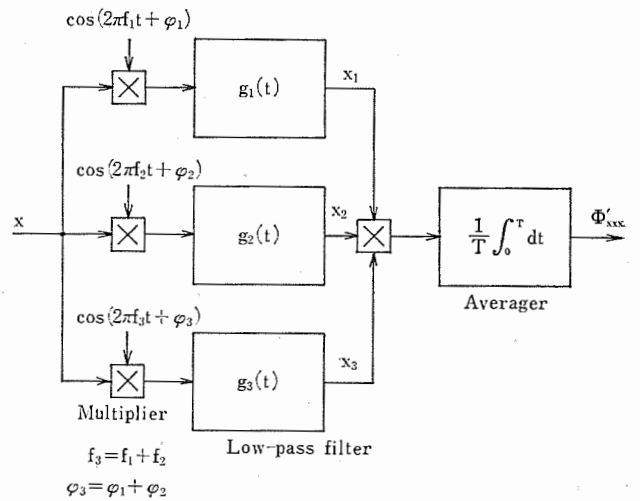 cos(2πf₁t+φ₁)
g₁(t)
x₁
cos(2πf₂t+φ₂)
x
g₂(t)
x₂
1/T ∫₀ᵀ dt
Φ′ₓₓₓ
Averager
cos(2πf₃t+φ₃)
g₃(t)
x₃
Multiplier
Low-pass filter
f₃=f₁+f₂
φ₃=φ₁+φ₂